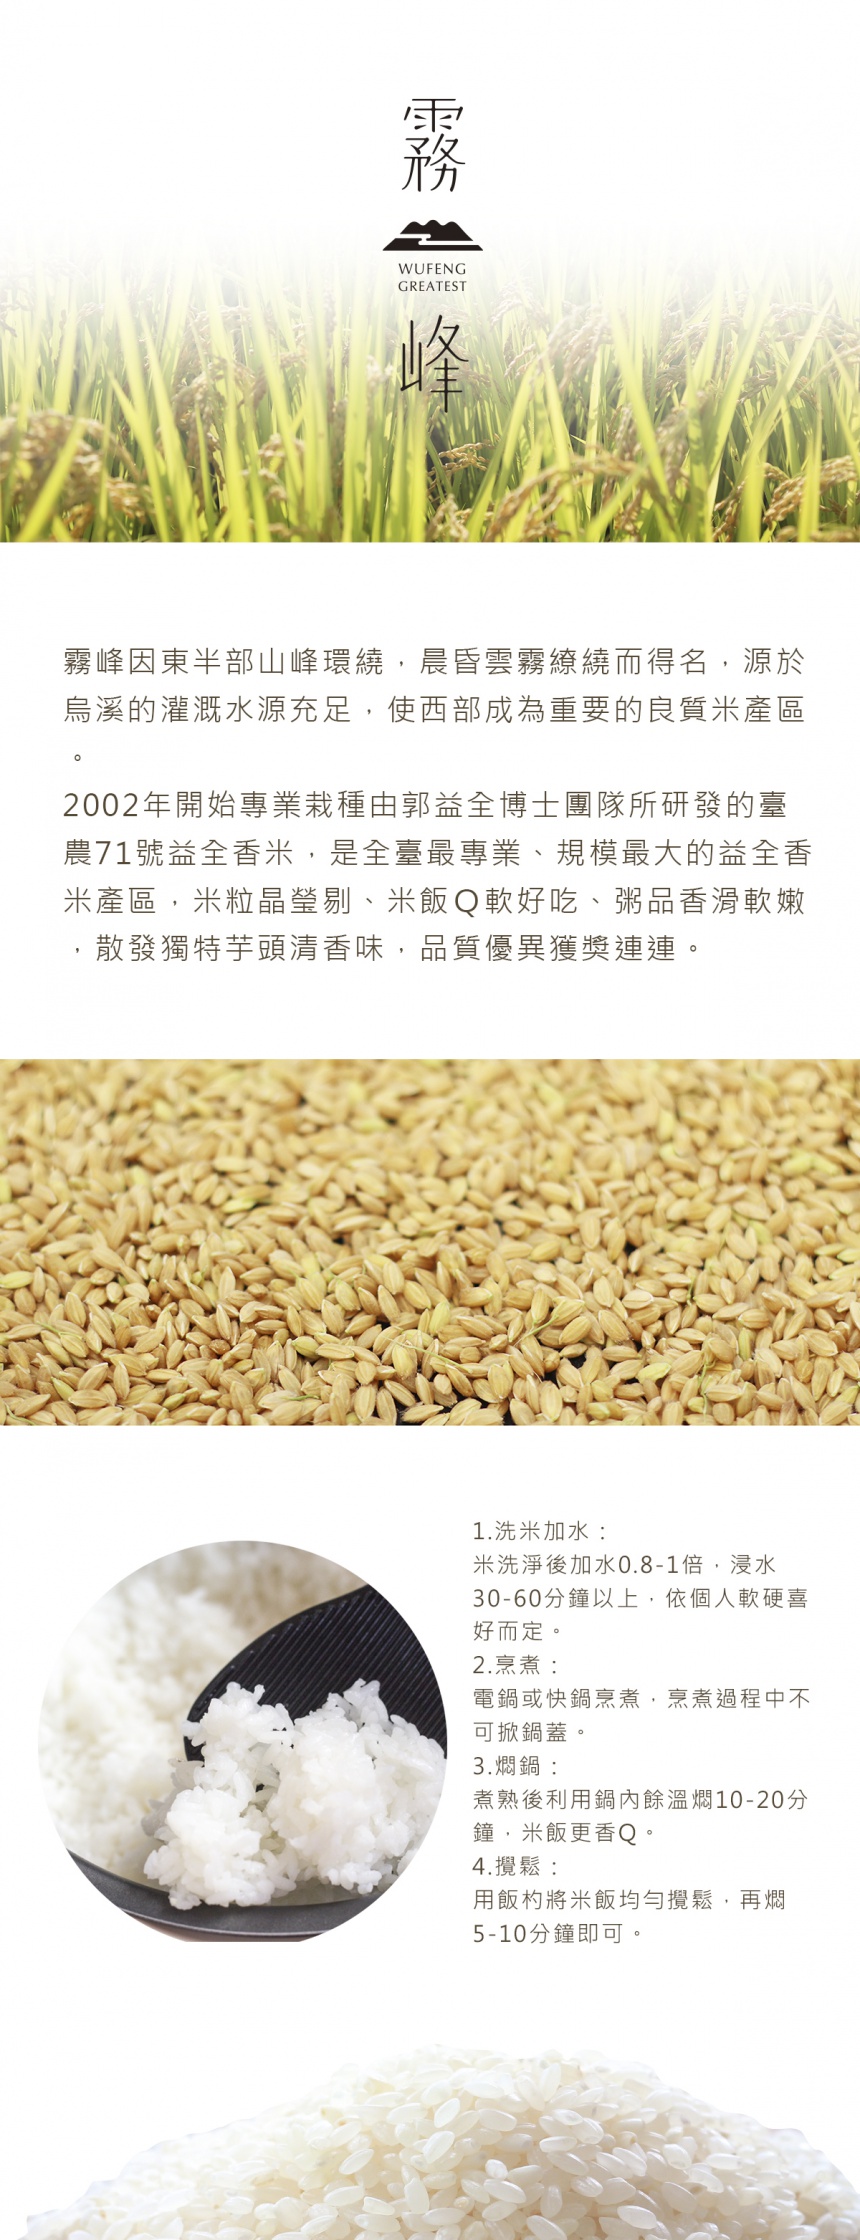 霧
WUFENG
GREATEST
峰
霧峰因東半部山峰環繞，晨昏雲霧繚繞而得名，源於
烏溪的灌溉水源充足，使西部成為重要的良質米產區
。
2002年開始專業栽種由郭益全博士團隊所研發的臺
農71號益全香米，是全臺最專業、規模最大的益全香
米產區，米粒晶瑩剔、米飯Q軟好吃、粥品香滑軟嫩
，散發獨特芋頭清香味，品質優異獲獎連連。
1.洗米加水：
米洗淨後加水0.8-1倍，浸水
30-60分鐘以上，依個人軟硬喜
好而定。
2.烹煮：
電鍋或快鍋烹煮，烹煮過程中不
可掀鍋蓋。
3.燜鍋：
煮熟後利用鍋內餘溫燜10-20分
鐘，米飯更香Q。
4.攪鬆：
用飯杓將米飯均勻攪鬆，再燜
5-10分鐘即可。